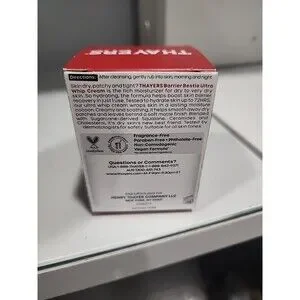 THAYERS
Directions: After cleansing, gently rub into skin, morning and night.
Skin dry, patchy and tight? THAYERS Barrier Bestie Ultra
Whip Cream is the rich moisturizer for dry to very dry
skin. So hydrating, the formula helps boost skin barrier
recovery in just 1 use. Tested to hydrate skin up to 72HRS,
our ultra whip cream wraps skin in a lasting moisture
cocoon. Creamy and soothing, it helps smooth away dry
patches and leaves behind a soft matte finish. Blended
with Sugarcane-derived Squalane, Ceramides and
Cholesterol, it's dry skin's new best friend. Tested by
dermatologists for safety. Suitable for all skin tones.
Fragrance-Free
Paraben-Free • Phthalate-Free
Non-Comedogenic
Vegan Formula
Questions or Comments?
HENRY THAYER COMPANY LLC
NEW YORK, NY